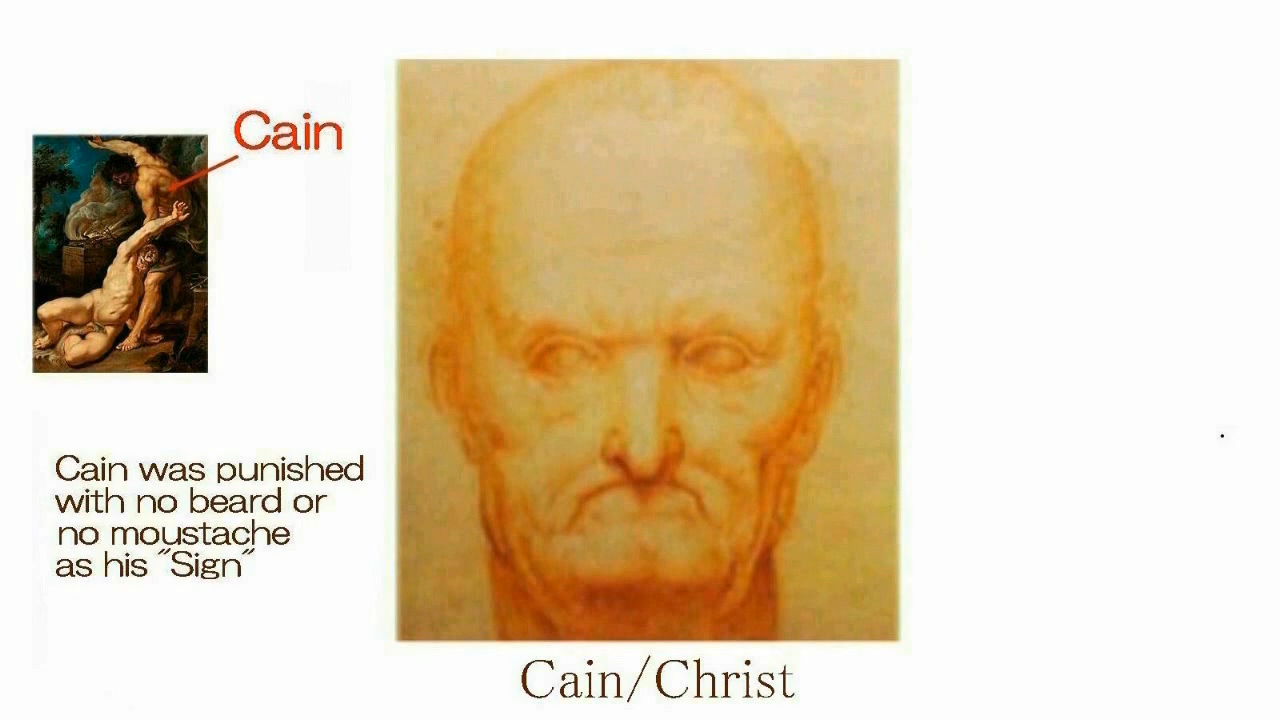 Cain
Cain was punished
with no beard or
no moustache
as his "Sign"
Cain/Christ